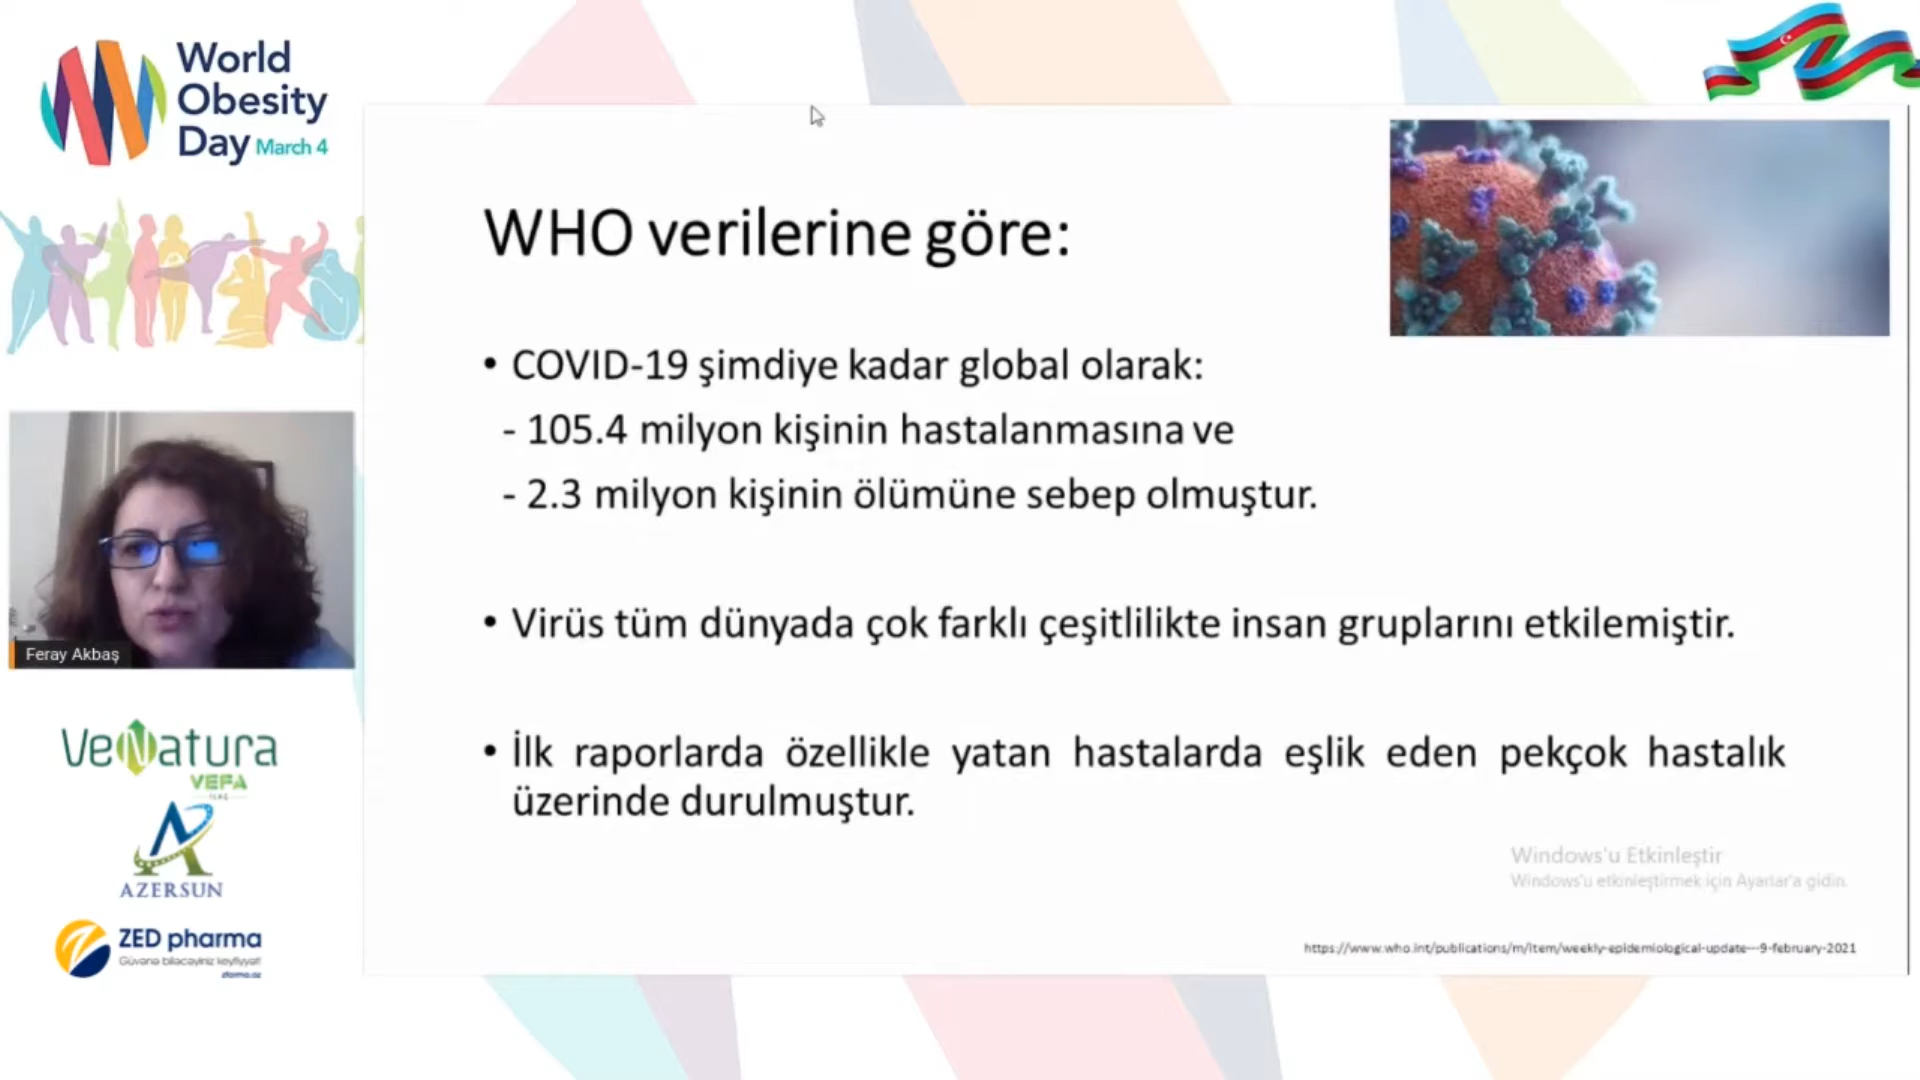 World
Obesity
Day March 4
WHO verilerine göre:
• COVID-19 şimdiye kadar global olarak:
- 105.4 milyon kişinin hastalanmasına ve
- 2.3 milyon kişinin ölümüne sebep olmuştur.
• Virüs tüm dünyada çok farklı çeşitlilikte insan gruplarını etkilemiştir.
• İlk raporlarda özellikle yatan hastalarda eşlik eden pekçok hastalık
üzerinde durulmuştur.
Feray Akbaş
VeNatura
VEFA
AZERSUN
ZED pharma
Güvənə biləcəyiniz keyfiyyət!
Windows'u Etkinleştir
Windows'u etkinleştirmek için Ayarlar'a gidin.
https://www.who.int/publications/m/item/weekly-epidemiological-update---9-february-2021